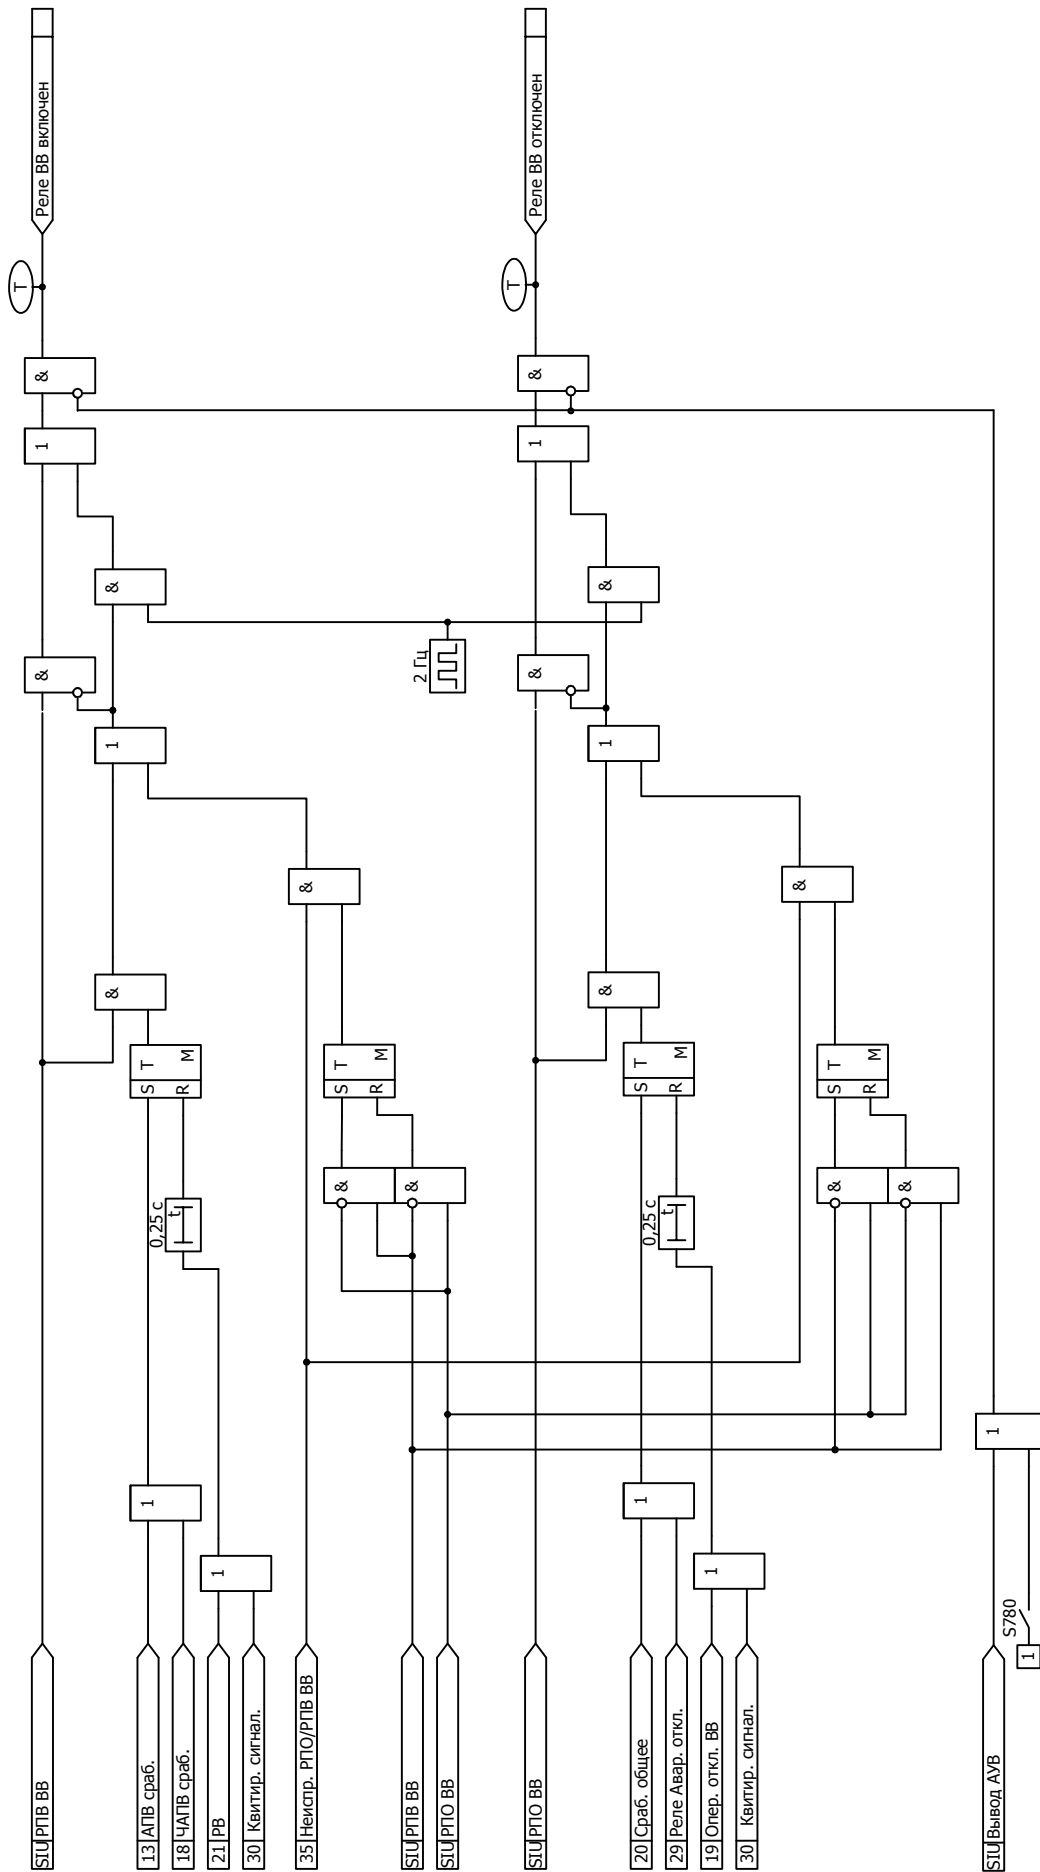 SIU РПВ ВВ
13 АПВ сраб.
18 ЧАПВ сраб.
21 РВ
30 Квитир. сигнал.
35 Неиспр. РПО/РПВ ВВ
SIU РПВ ВВ
SIU РПО ВВ
SIU РПО ВВ
20 Сраб. общее
29 Реле Авар. откл.
19 Опер. откл. ВВ
30 Квитир. сигнал.
SIU Вывод АУВ
1
S780
1
1
1
1
1
0,25 с
t
0,25 с
t
&
&
&
&
S T
R M
S T
R M
S T
R M
S T
R M
&
&
&
&
1
1
&
&
2 Гц
&
&
1
1
&
&
T
T
Реле ВВ включен
Реле ВВ отключен